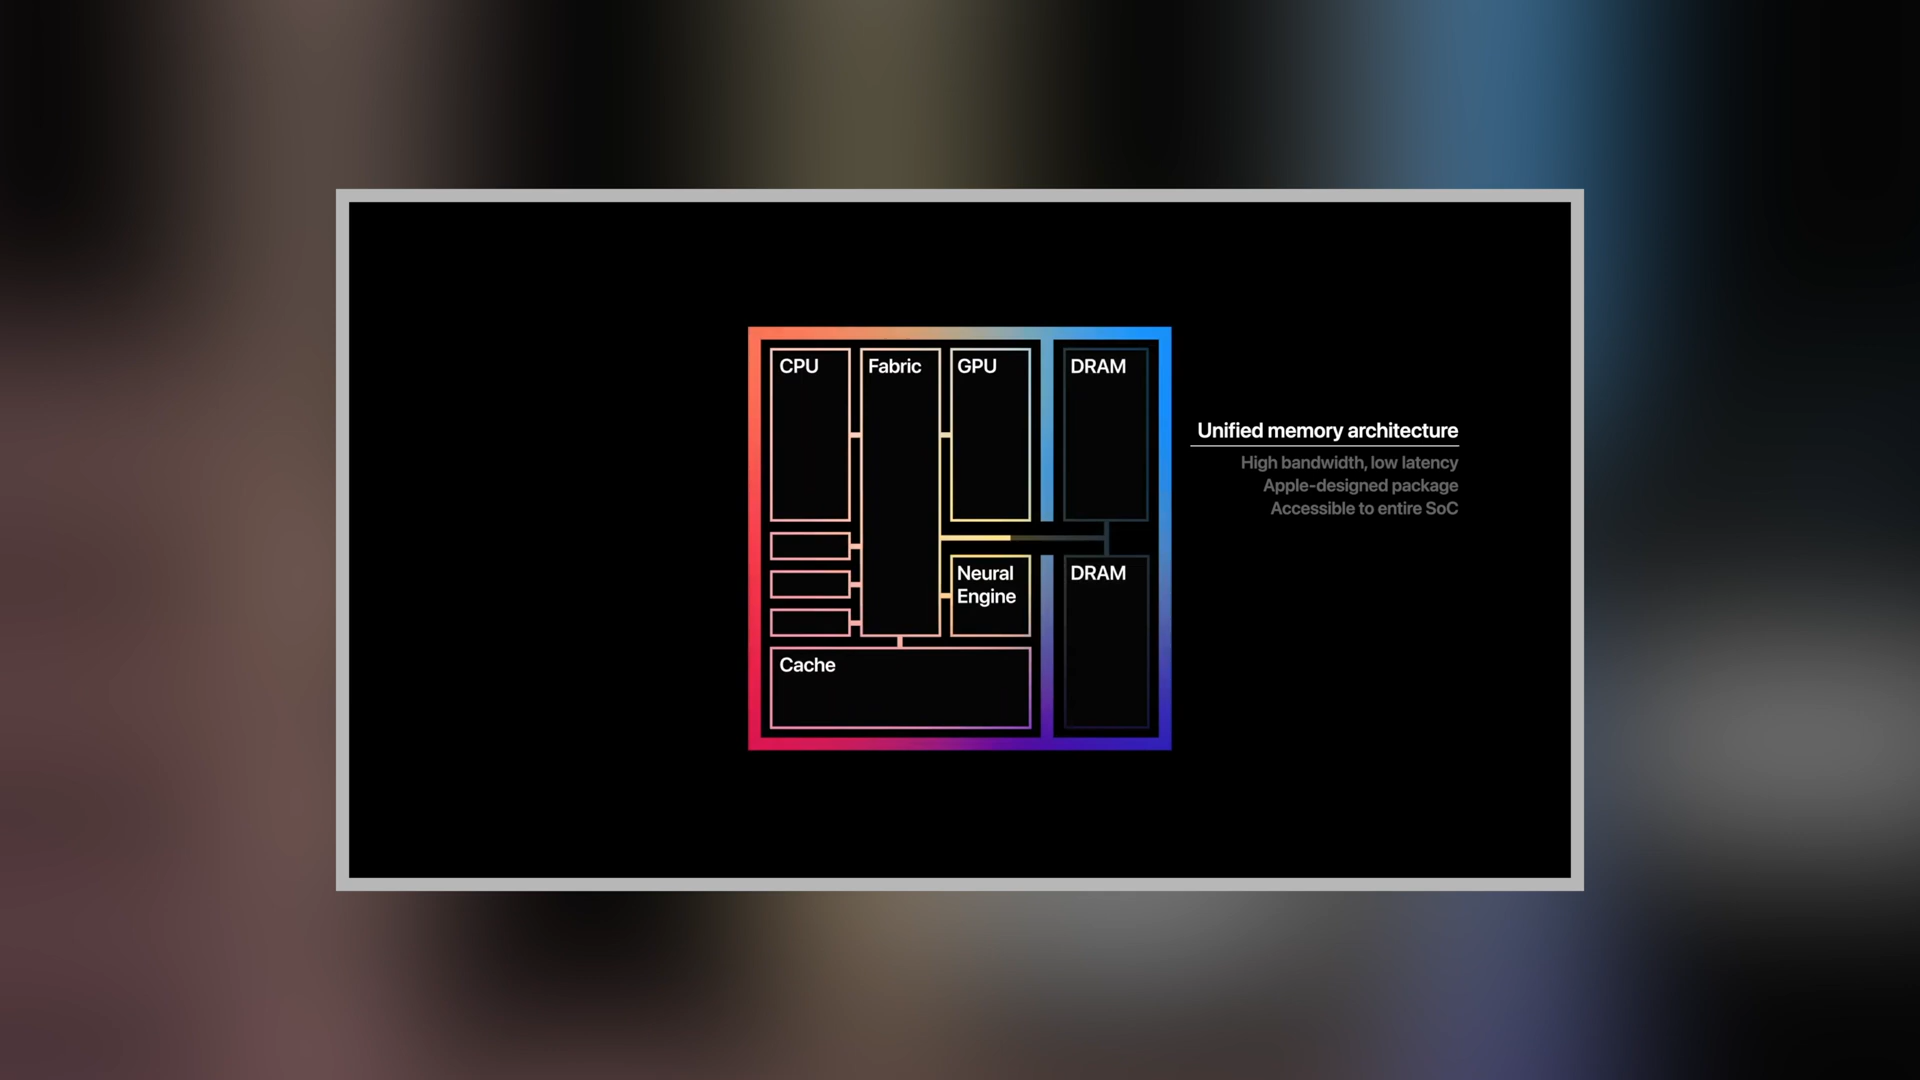 CPU
Fabric
GPU
DRAM
Unified memory architecture
High bandwidth, low latency
Apple-designed package
Accessible to entire SoC
Neural
Engine
DRAM
Cache